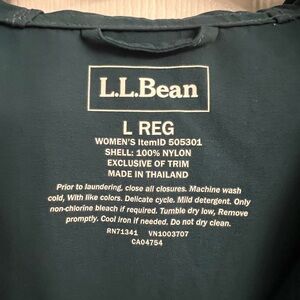 L.L.Bean
L REG
WOMEN'S ItemID 505301
SHELL: 100% NYLON
EXCLUSIVE OF TRIM
MADE IN THAILAND
Prior to laundering, close all closures. Machine wash
cold, With like colors. Delicate cycle. Mild detergent. Only
non-chlorine bleach if required. Tumble dry low, Remove
promptly. Cool iron if needed. Do not dry clean.
RN71341 VN1003707
CA04754